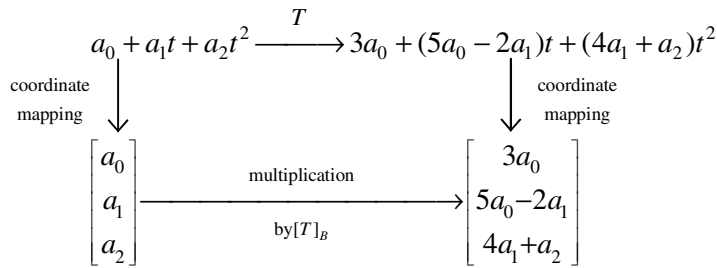 T
a₀ + a₁t + a₂t² ⟶ 3a₀ + (5a₀ − 2a₁)t + (4a₁ + a₂)t²
coordinate mapping
coordinate mapping
[a₀ a₁ a₂]
multiplication
by[T]_B
[3a₀ 5a₀−2a₁ 4a₁+a₂]